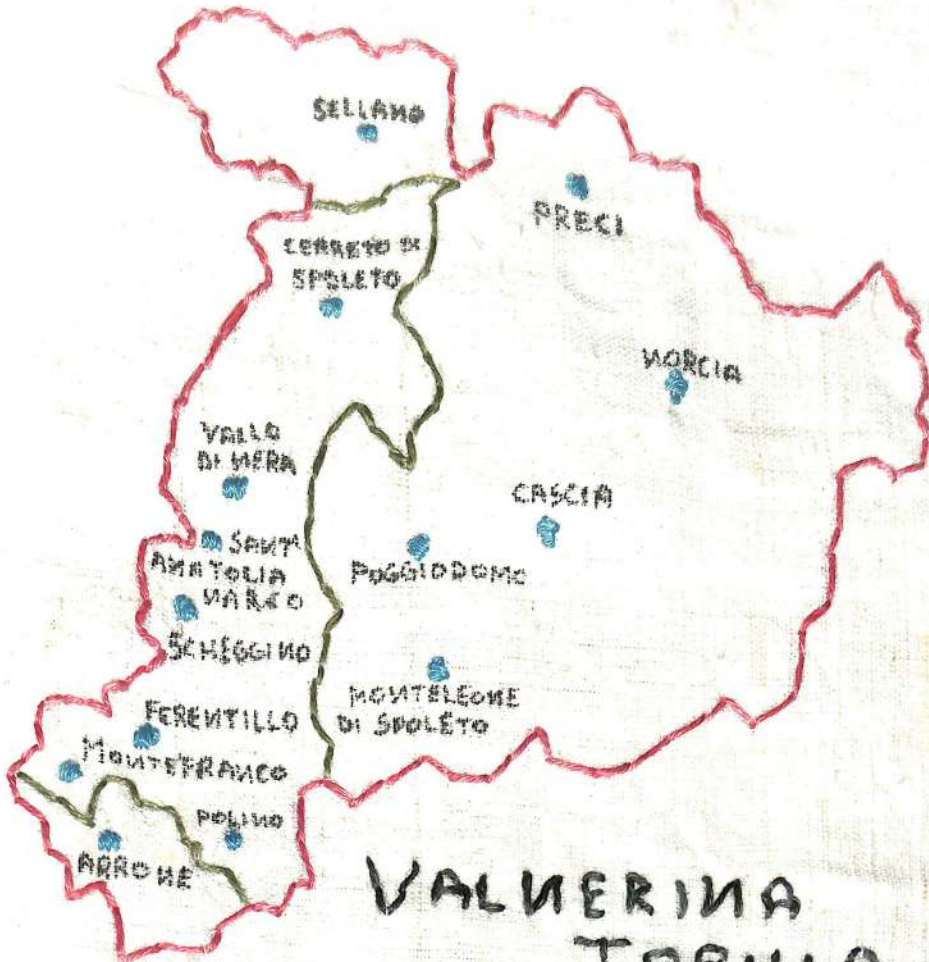 SELLANO
PRECI
CERRETO DI
SPOLETO
NORCIA
VALLO
DI NERA
CASCIA
SANT'
ANATOLIA
NARCO
POGGIODOMO
SCHEGGINO
MONTELEONE
DI SPOLETO
FERENTILLO
MONTEFRANCO
POLINO
ARRONE
VALNERINA